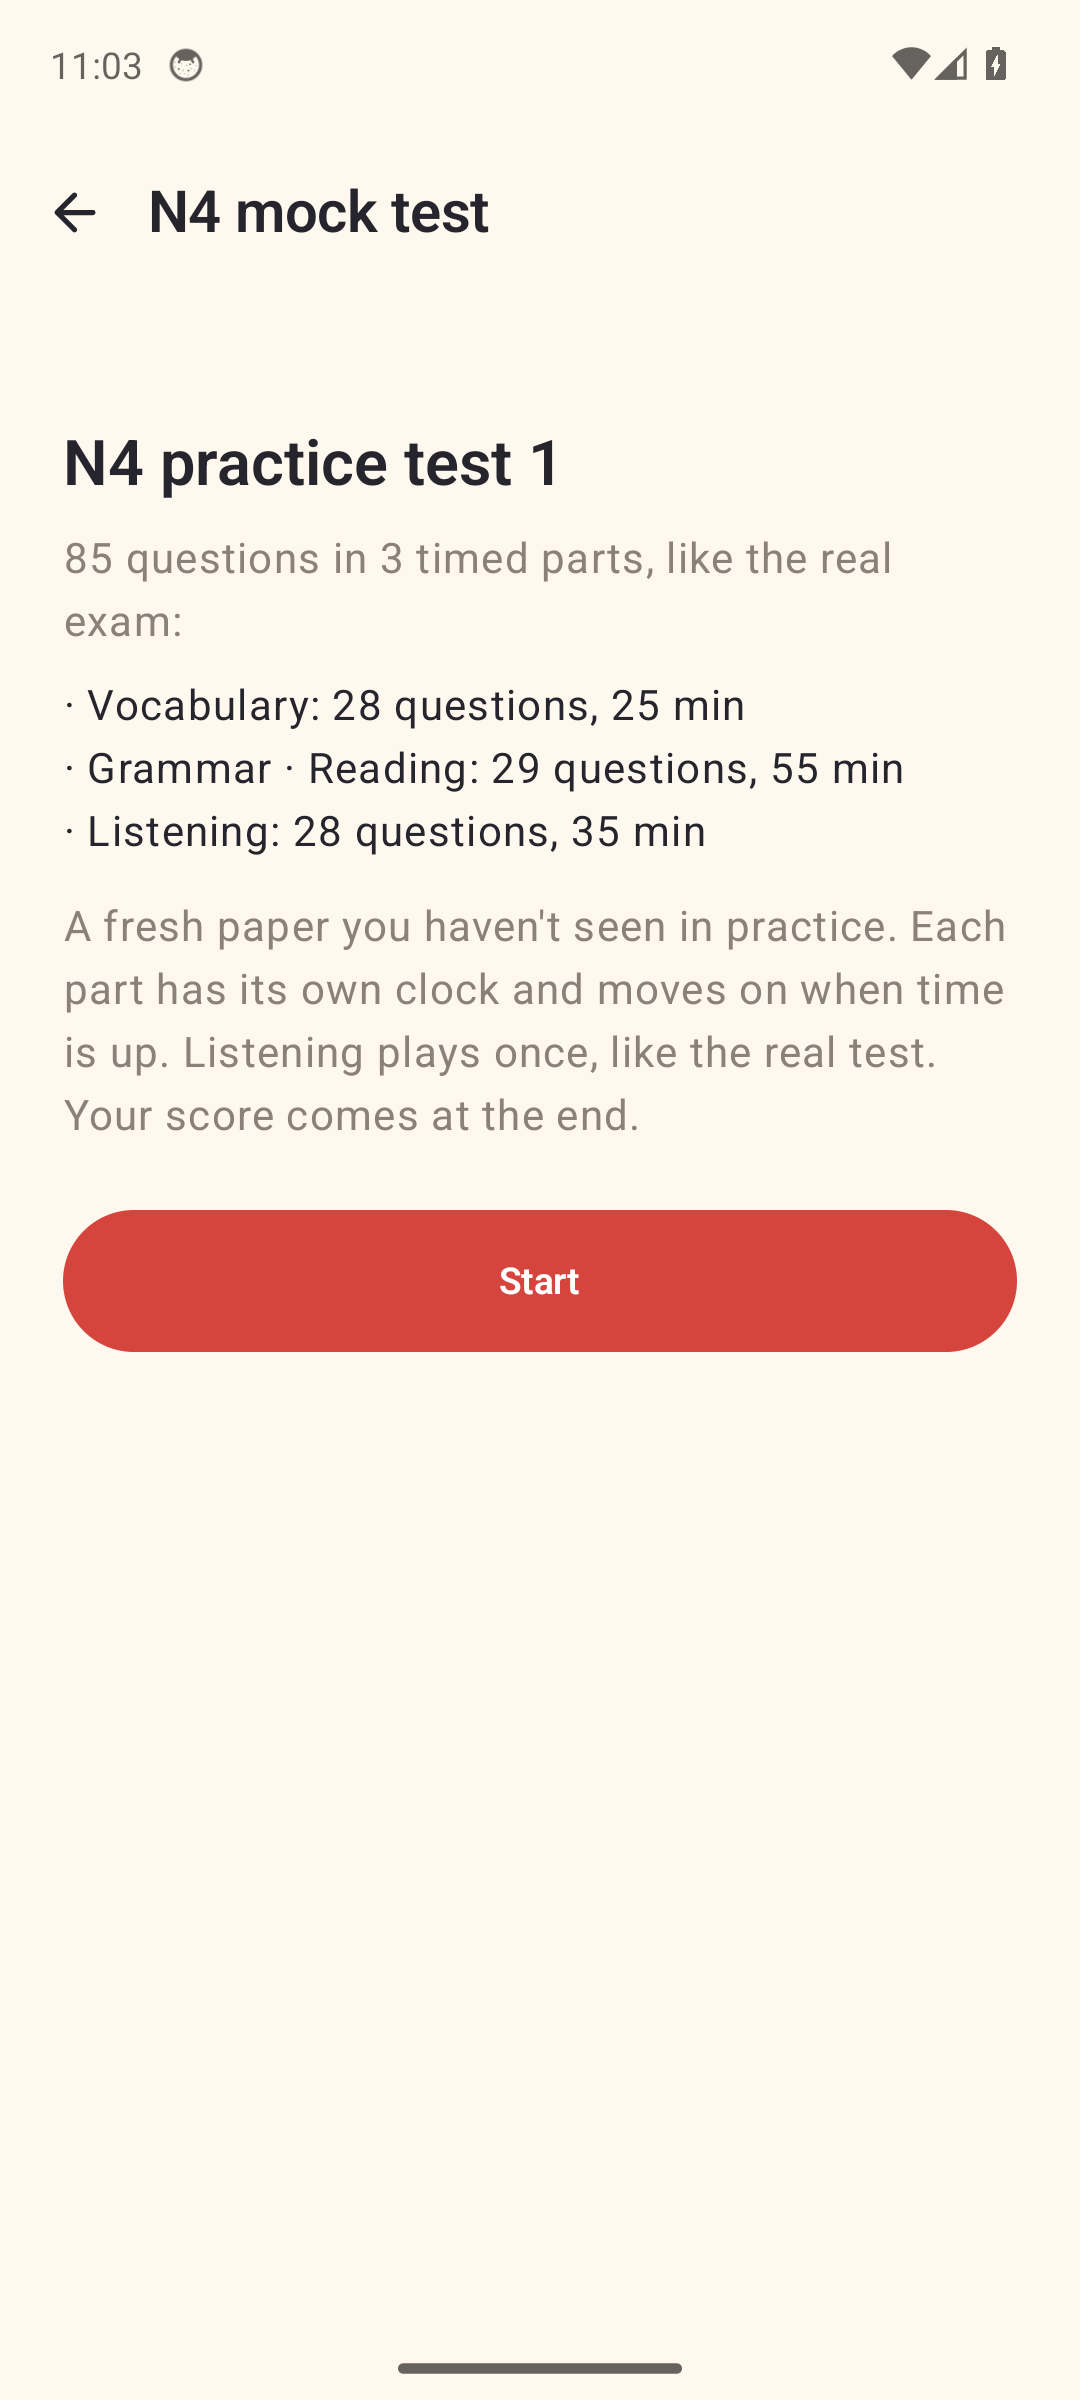 11:03
N4 mock test
N4 practice test 1
85 questions in 3 timed parts, like the real
exam:
· Vocabulary: 28 questions, 25 min
· Grammar · Reading: 29 questions, 55 min
· Listening: 28 questions, 35 min
A fresh paper you haven't seen in practice. Each
part has its own clock and moves on when time
is up. Listening plays once, like the real test.
Your score comes at the end.
Start